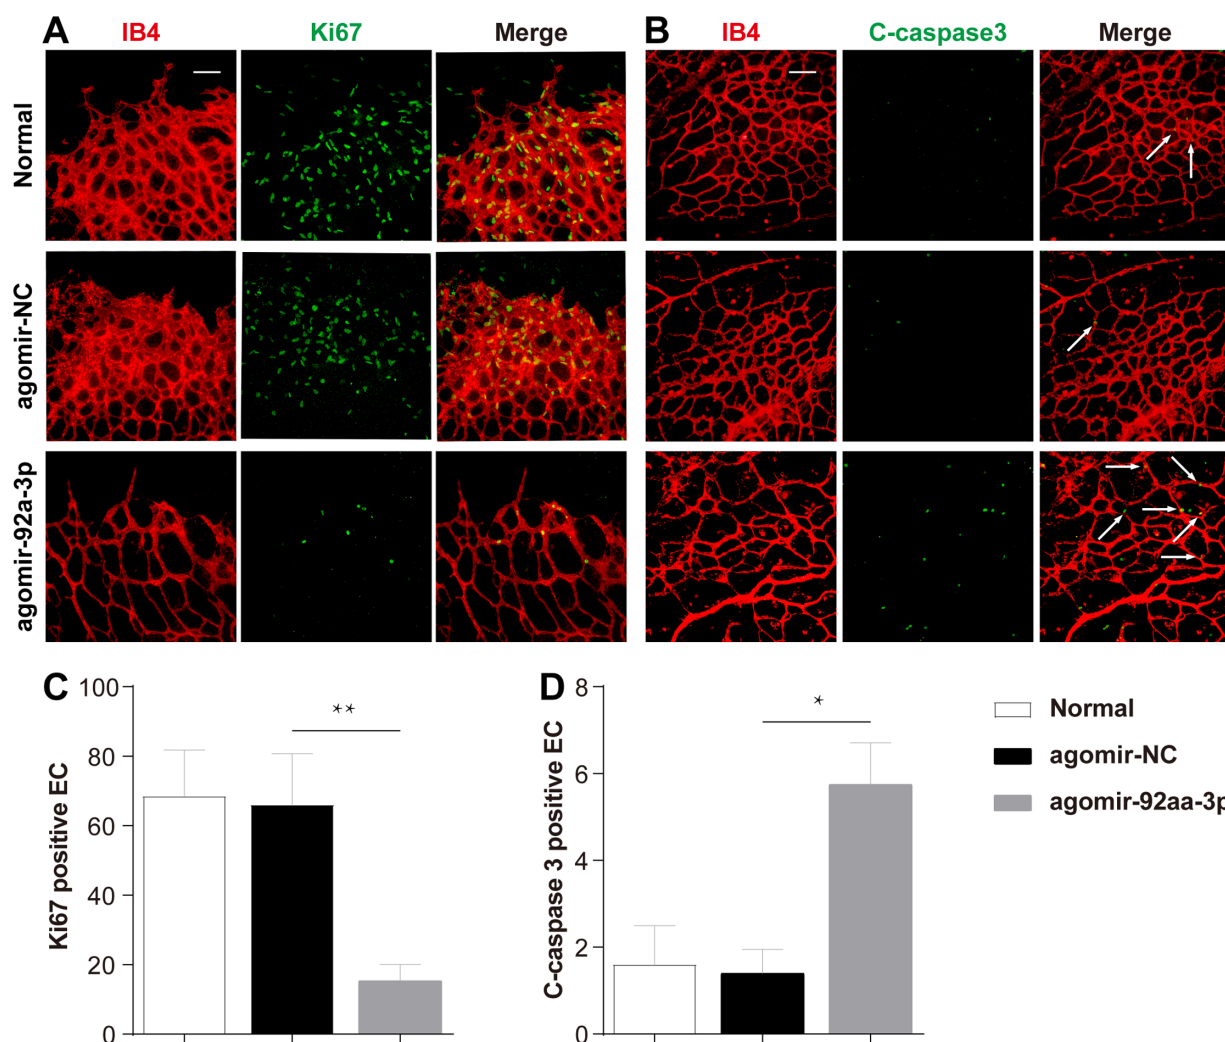 A
IB4
Ki67
Merge
B
IB4
C-caspase3
Merge
Normal
agomir-NC
agomir-92a-3p
C
Ki67 positive EC
100
80
60
40
20
0
**
D
C-caspase 3 positive EC
8
6
4
2
0
*
Normal
agomir-NC
agomir-92aa-3p